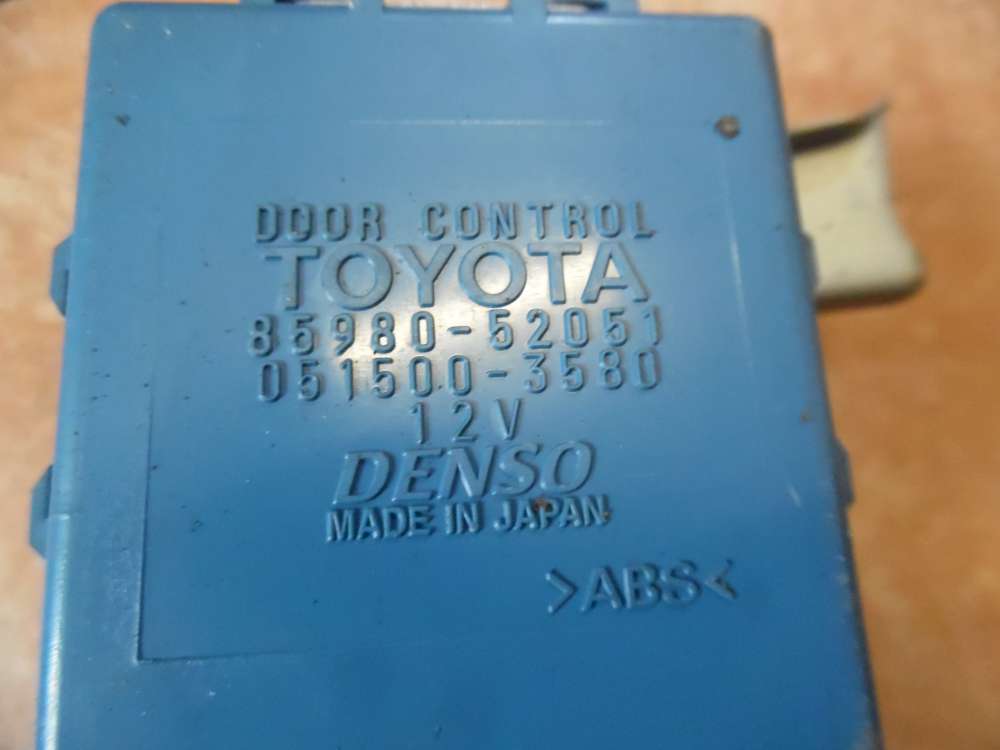 DOOR CONTROL
TOYOTA
85980-52051
051500-3580
12V
DENSO
MADE IN JAPAN
>ABS<